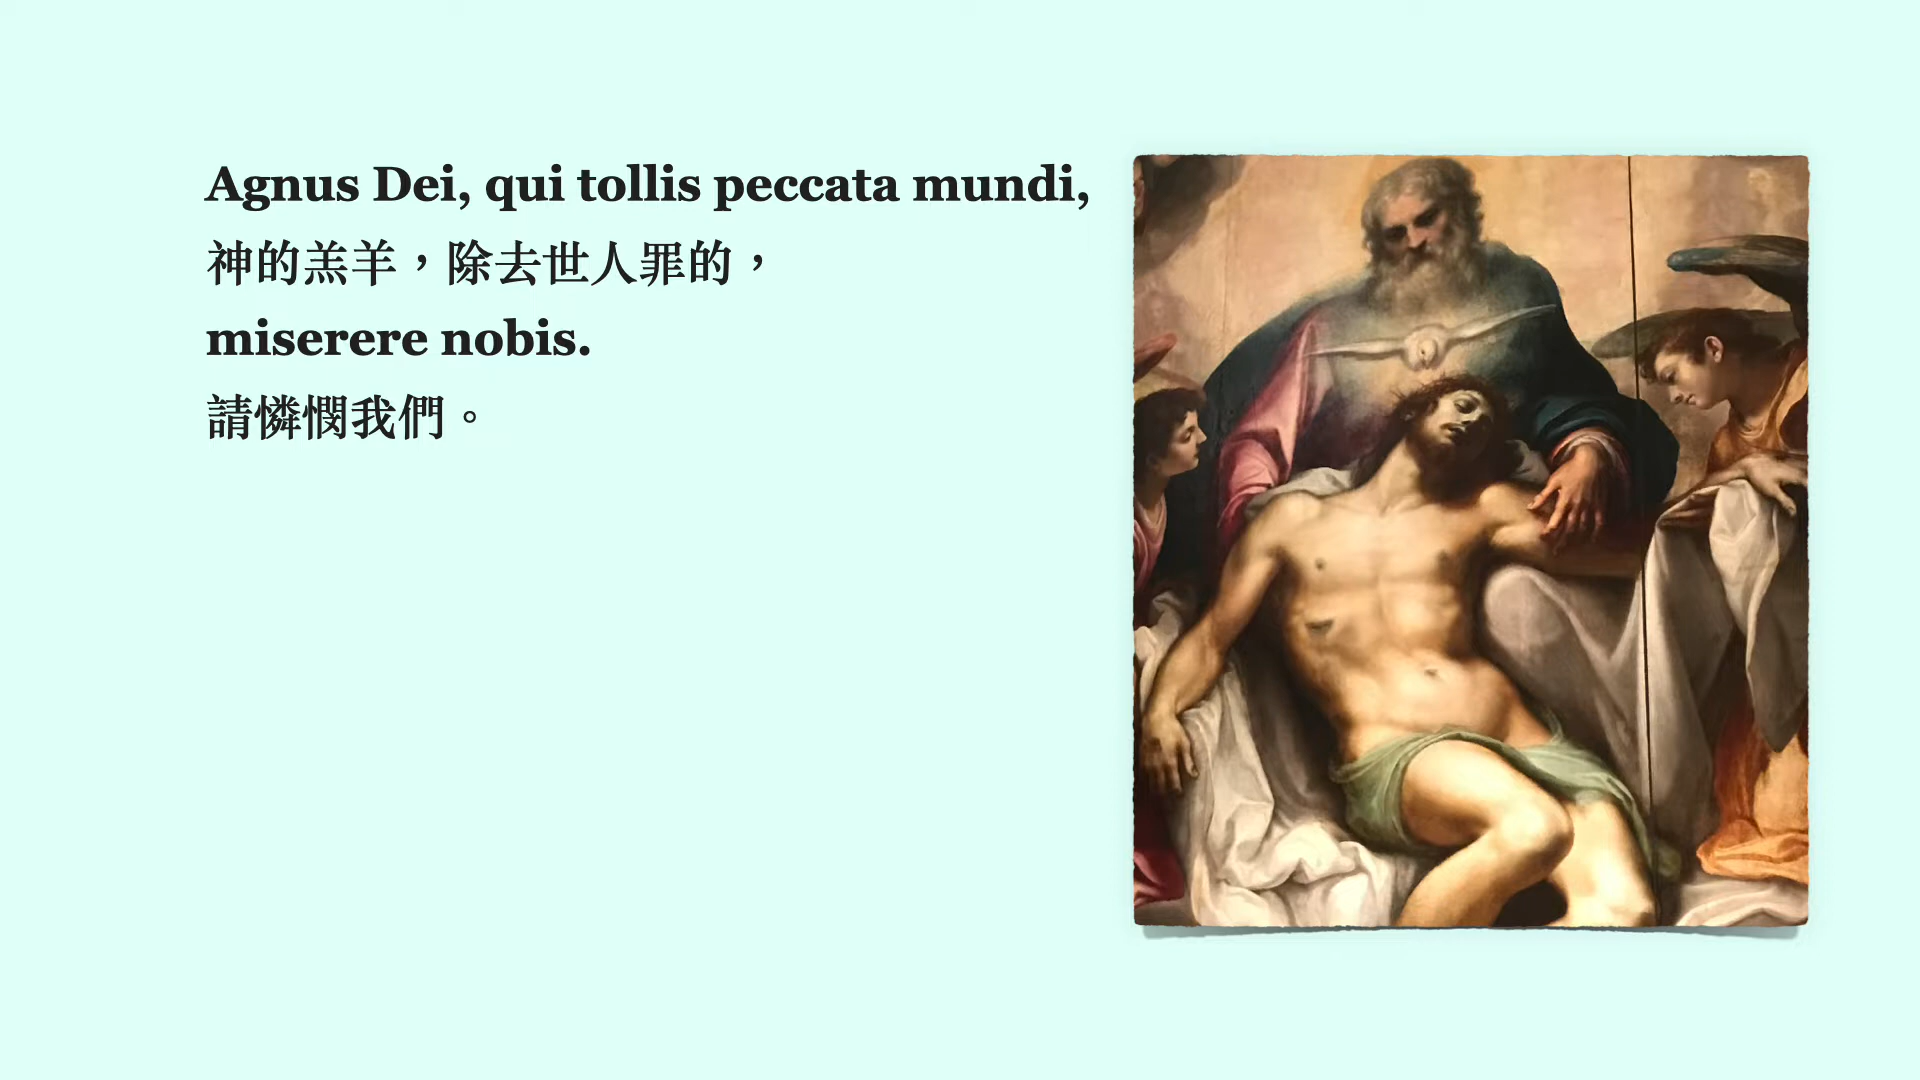 Agnus Dei, qui tollis peccata mundi,
神的羔羊，除去世人罪的，
miserere nobis.
請憐憫我們。